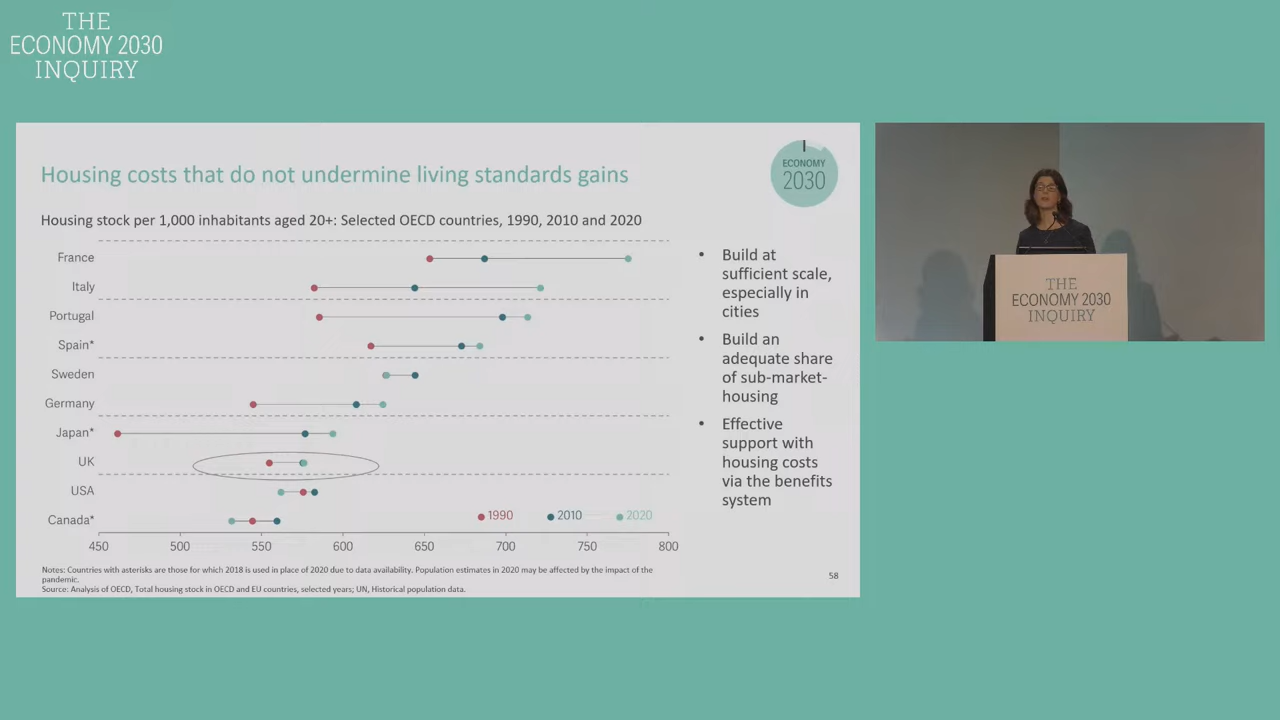 THE
ECONOMY 2030
INQUIRY
Housing costs that do not undermine living standards gains
ECONOMY
2030
Housing stock per 1,000 inhabitants aged 20+: Selected OECD countries, 1990, 2010 and 2020
France
Italy
Portugal
Spain*
Sweden
Germany
Japan*
UK
USA
Canada*
1990 2010 2020
450 500 550 600 650 700 750 800
• Build at
sufficient scale,
especially in
cities
• Build an
adequate share
of sub-market-
housing
• Effective
support with
housing costs
via the benefits
system
Notes: Countries with asterisks are those for which 2018 is used in place of 2020 due to data availability. Population estimates in 2020 may be affected by the impact of the
pandemic.
Source: Analysis of OECD, Total housing stock in OECD and EU countries, selected years; UN, Historical population data.
58
THE
ECONOMY 2030
INQUIRY